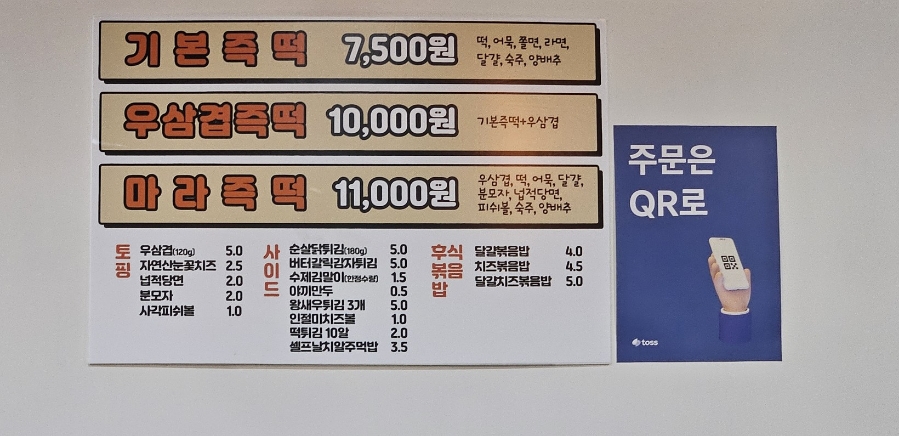 기본즉떡 7,500원 떡, 어묵, 쫄면, 라면,
달걀, 숙주, 양배추
우삼겹즉떡 10,000원 기본즉떡+우삼겹
마라즉떡 11,000원 우삼겹, 떡, 어묵, 달걀,
분모자, 넙적당면,
피쉬볼, 숙주, 양배추
토핑
우삼겹(120g) 5.0
자연산눈꽃치즈 2.5
넙적당면 2.0
분모자 2.0
사각피쉬볼 1.0
사이드
순살닭튀김(180g) 5.0
버터갈릭감자튀김 5.0
수제김말이(한정수량) 1.5
야끼만두 0.5
왕새우튀김 3개 5.0
인절미치즈볼 1.0
떡튀김 10알 2.0
셀프날치알주먹밥 3.5
후식볶음밥
달걀볶음밥 4.0
치즈볶음밥 4.5
달걀치즈볶음밥 5.0
주문은
QR로
toss